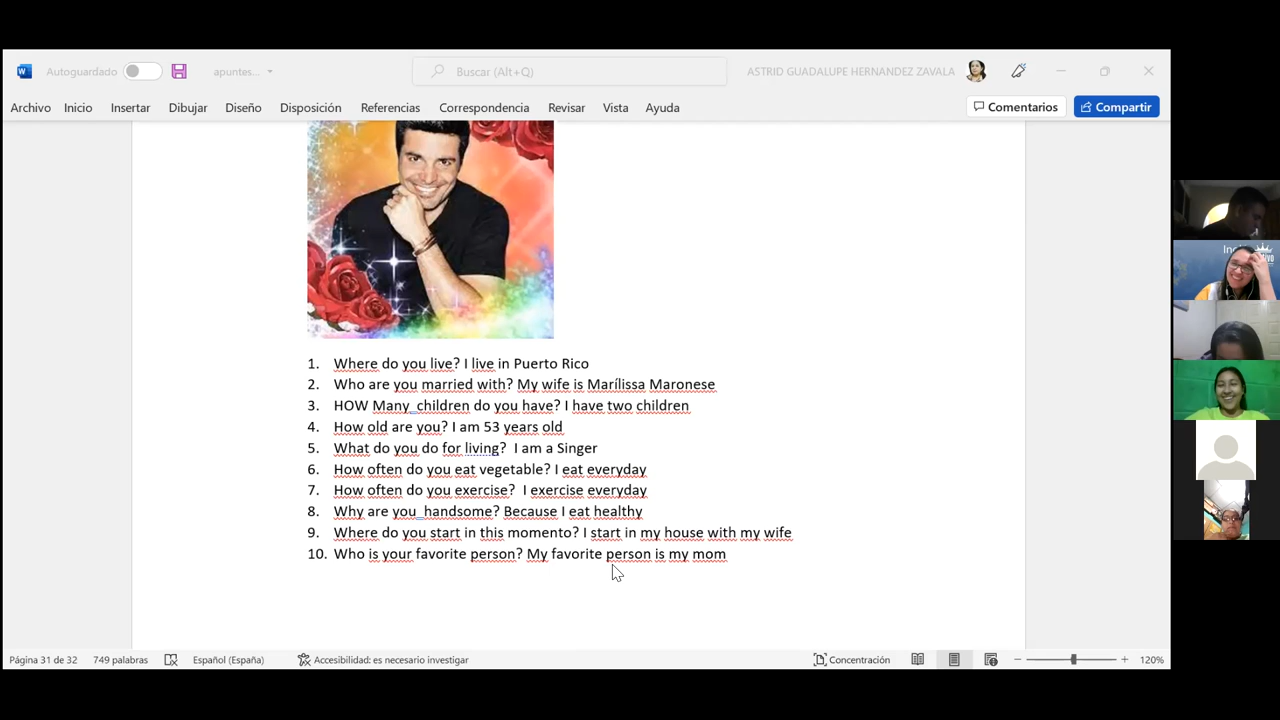 Autoguardado
apuntes...
Buscar (Alt+Q)
ASTRID GUADALUPE HERNANDEZ ZAVALA
Archivo Inicio Insertar Dibujar Diseño Disposición Referencias Correspondencia Revisar Vista Ayuda
Comentarios
Compartir
1. Where do you live? I live in Puerto Rico
2. Who are you married with? My wife is Marílissa Maronese
3. HOW Many children do you have? I have two children
4. How old are you? I am 53 years old
5. What do you do for living? I am a Singer
6. How often do you eat vegetable? I eat everyday
7. How often do you exercise? I exercise everyday
8. Why are you handsome? Because I eat healthy
9. Where do you start in this momento? I start in my house with my wife
10. Who is your favorite person? My favorite person is my mom
Página 31 de 32 749 palabras Español (España) Accesibilidad: es necesario investigar
Concentración
120%